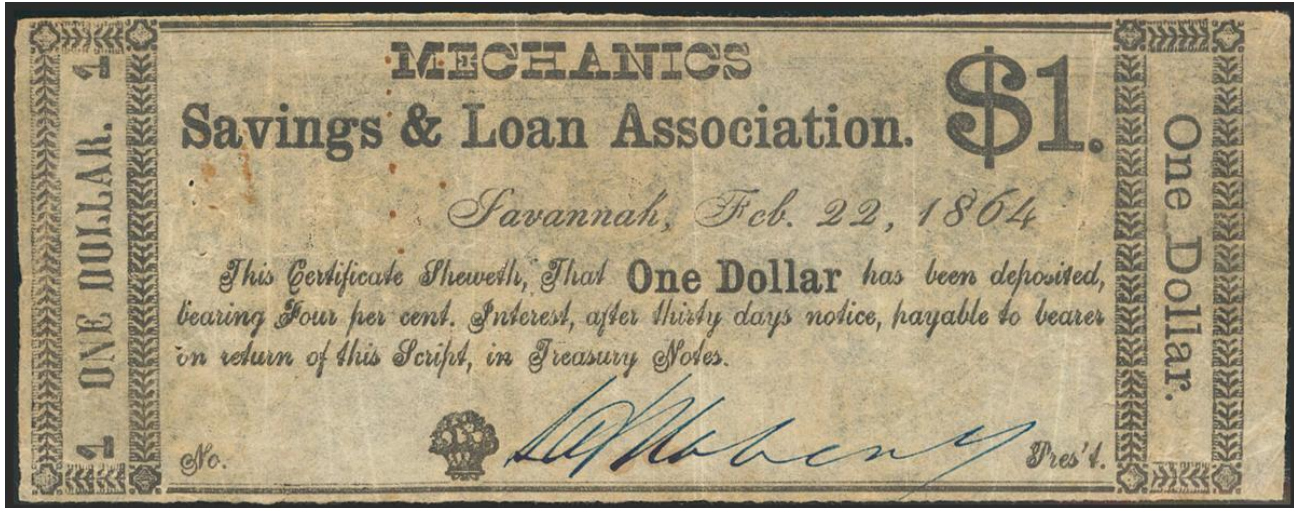 1 ONE DOLLAR. 1
MECHANICS
Savings & Loan Association.
$1.
Savannah, Feb. 22, 1864
This Certificate Sheweth, That One Dollar has been deposited,
bearing Four per cent. Interest, after thirty days notice, payable to bearer
on return of this Script, in Treasury Notes.
No.
Pres't.
One Dollar.